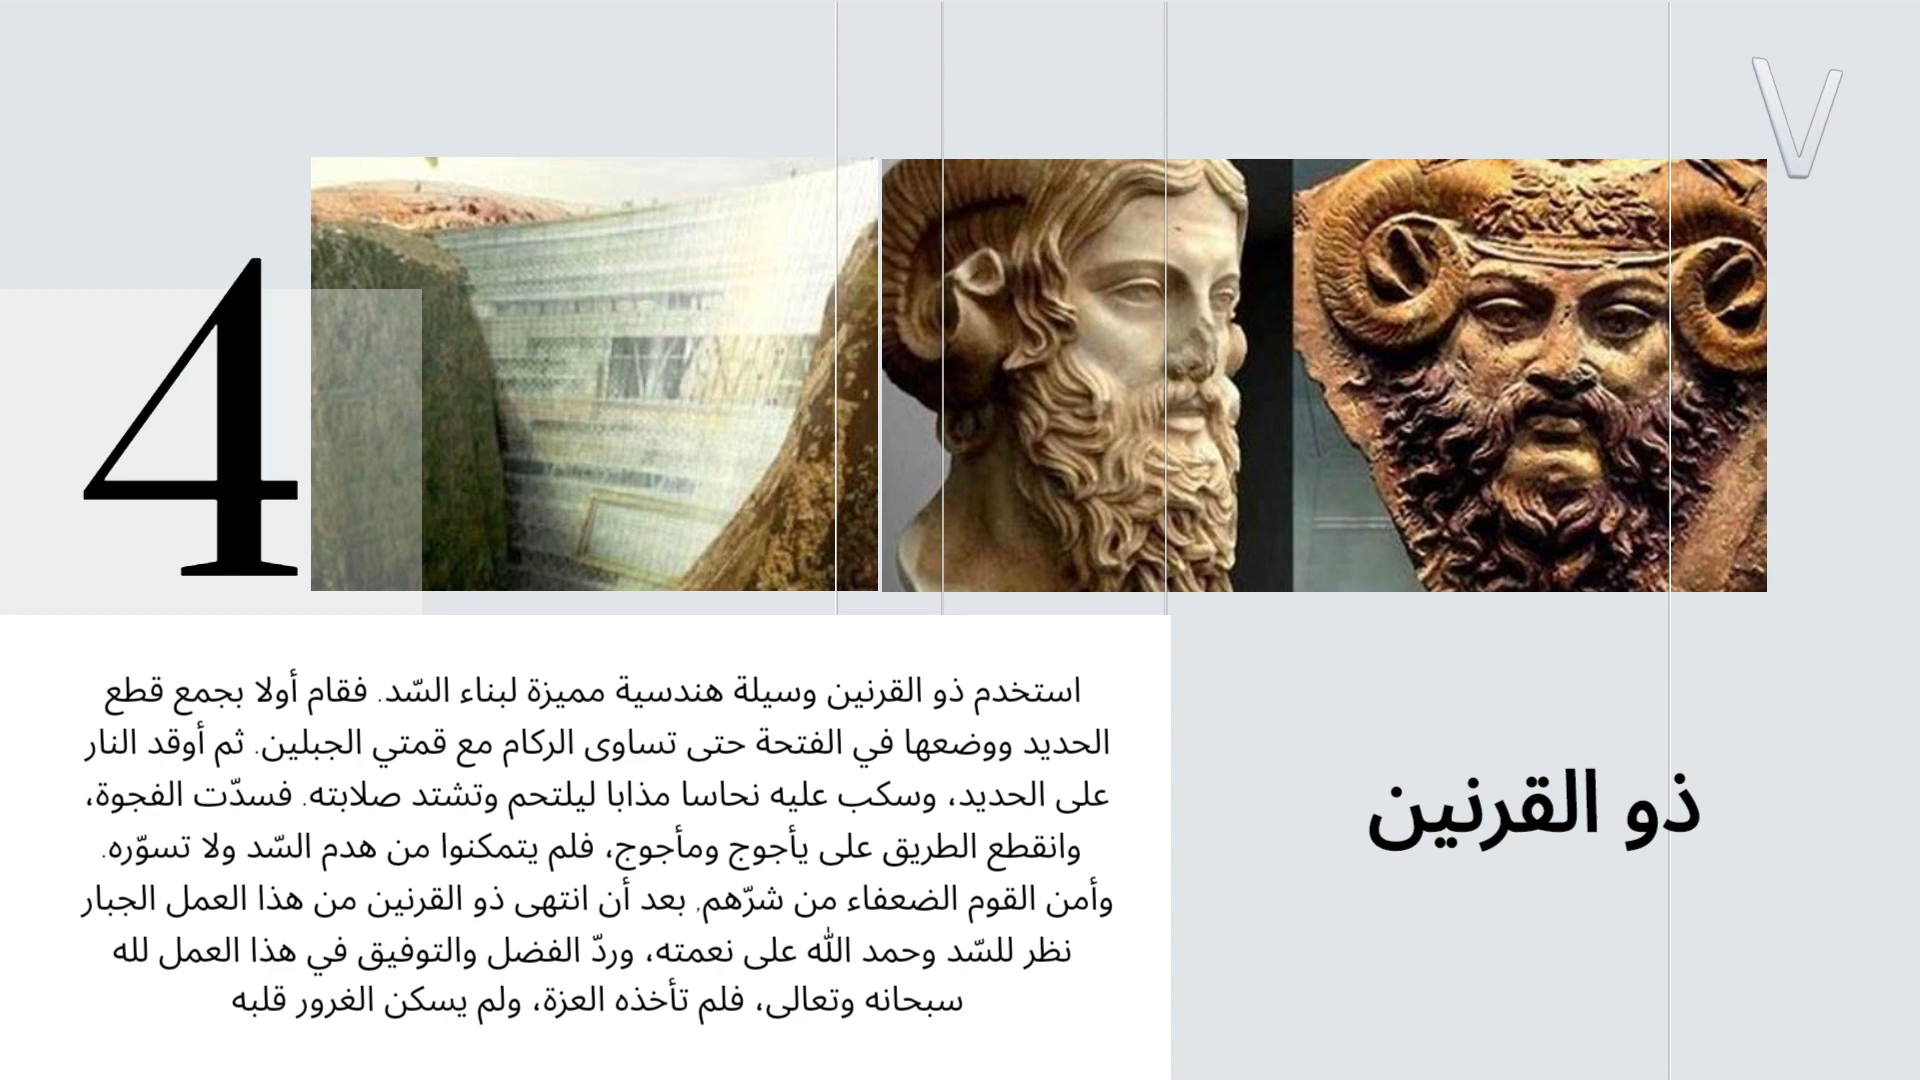 V
4
استخدم ذو القرنين وسيلة هندسية مميزة لبناء السّد. فقام أولا بجمع قطع
الحديد ووضعها في الفتحة حتى تساوى الركام مع قمتي الجبلين. ثم أوقد النار
على الحديد، وسكب عليه نحاسا مذابا ليلتحم وتشتد صلابته. فسدّت الفجوة،
وانقطع الطريق على يأجوج ومأجوج، فلم يتمكنوا من هدم السّد ولا تسوّره.
وأمن القوم الضعفاء من شرّهم, بعد أن انتهى ذو القرنين من هذا العمل الجبار
نظر للسّد وحمد الله على نعمته، وردّ الفضل والتوفيق في هذا العمل لله
سبحانه وتعالى، فلم تأخذه العزة، ولم يسكن الغرور قلبه
ذو القرنين